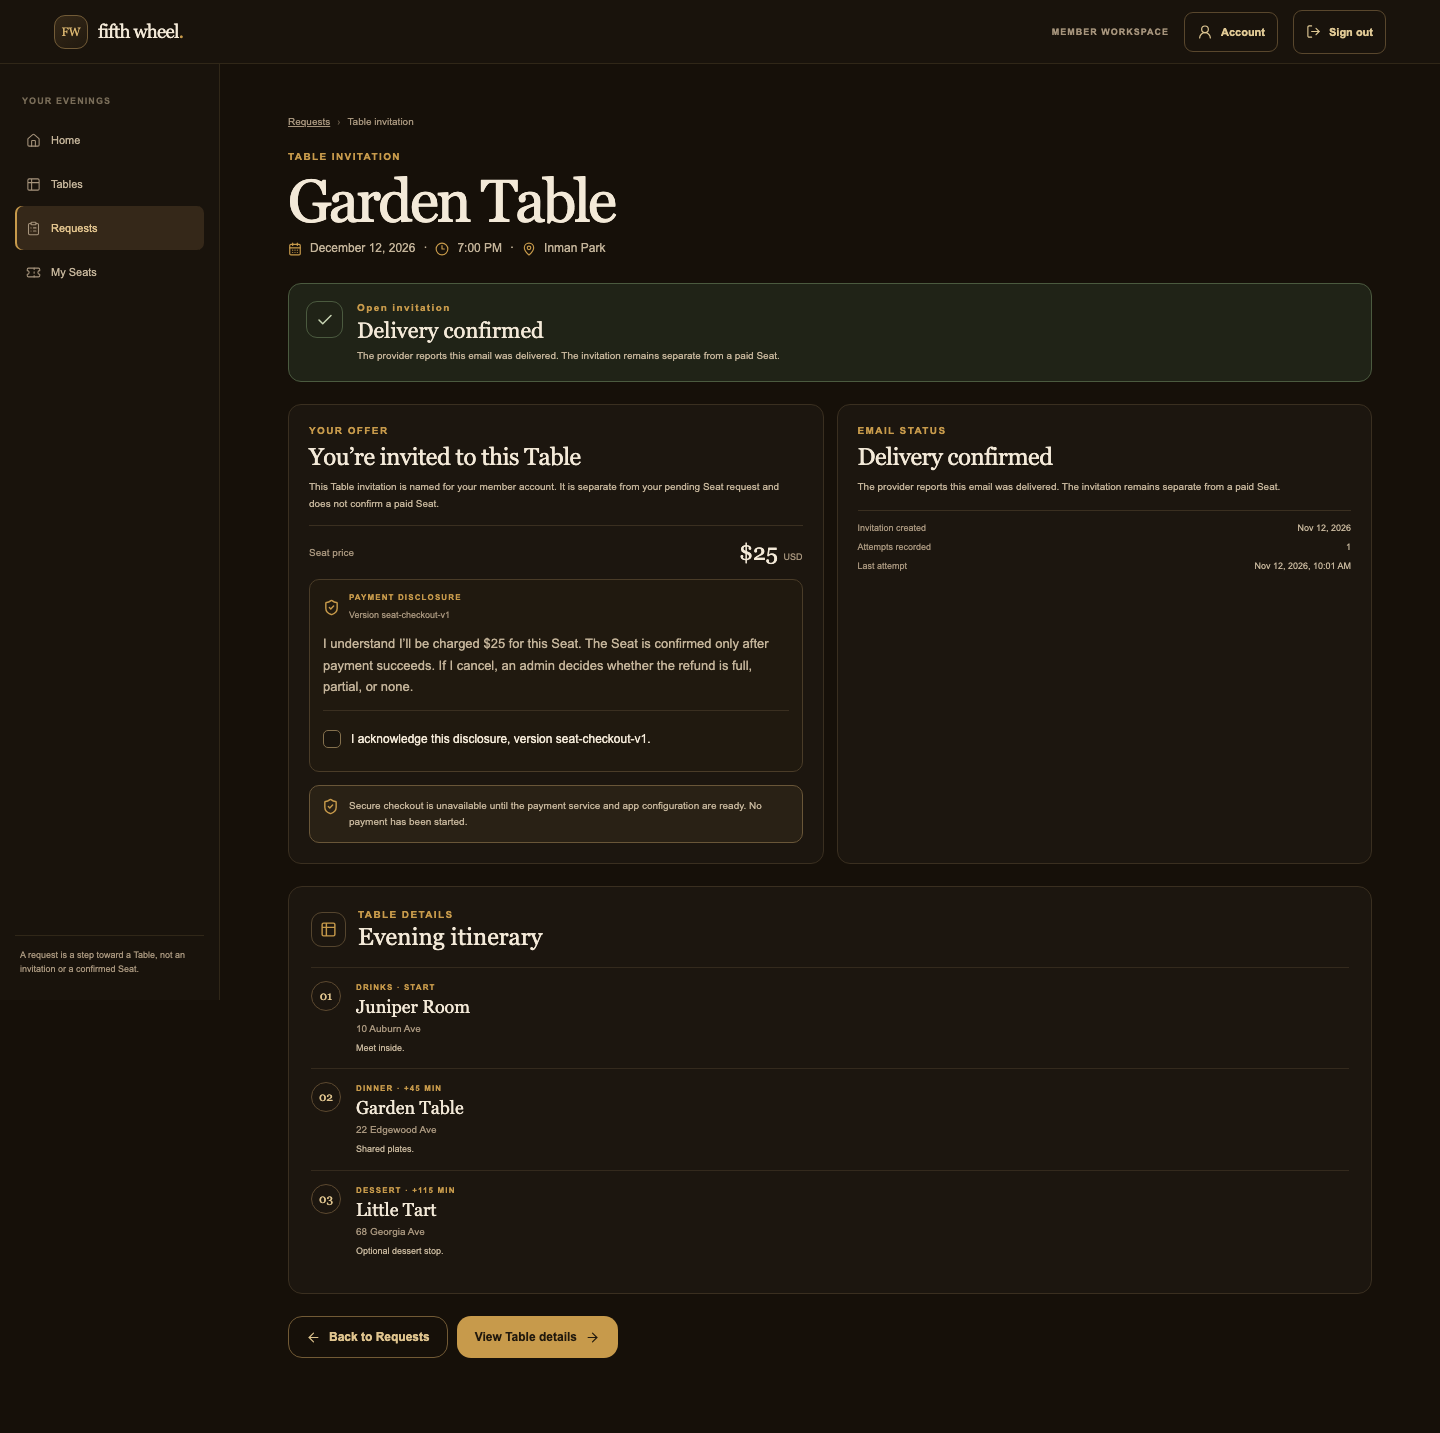 FW
fifth wheel.
MEMBER WORKSPACE
Account
Sign out
YOUR EVENINGS
Home
Tables
Requests
My Seats
A request is a step toward a Table, not an
invitation or a confirmed Seat.
Requests › Table invitation
TABLE INVITATION
Garden Table
December 12, 2026 · 7:00 PM · Inman Park
Open invitation
Delivery confirmed
The provider reports this email was delivered. The invitation remains separate from a paid Seat.
YOUR OFFER
You’re invited to this Table
This Table invitation is named for your member account. It is separate from your pending Seat request and
does not confirm a paid Seat.
Seat price
$25 USD
PAYMENT DISCLOSURE
Version seat-checkout-v1
I understand I’ll be charged $25 for this Seat. The Seat is confirmed only after
payment succeeds. If I cancel, an admin decides whether the refund is full,
partial, or none.
I acknowledge this disclosure, version seat-checkout-v1.
Secure checkout is unavailable until the payment service and app configuration are ready. No
payment has been started.
EMAIL STATUS
Delivery confirmed
The provider reports this email was delivered. The invitation remains separate from a paid Seat.
Invitation created Nov 12, 2026
Attempts recorded 1
Last attempt Nov 12, 2026, 10:01 AM
TABLE DETAILS
Evening itinerary
01
DRINKS · START
Juniper Room
10 Auburn Ave
Meet inside.
02
DINNER · +45 MIN
Garden Table
22 Edgewood Ave
Shared plates.
03
DESSERT · +115 MIN
Little Tart
68 Georgia Ave
Optional dessert stop.
Back to Requests
View Table details